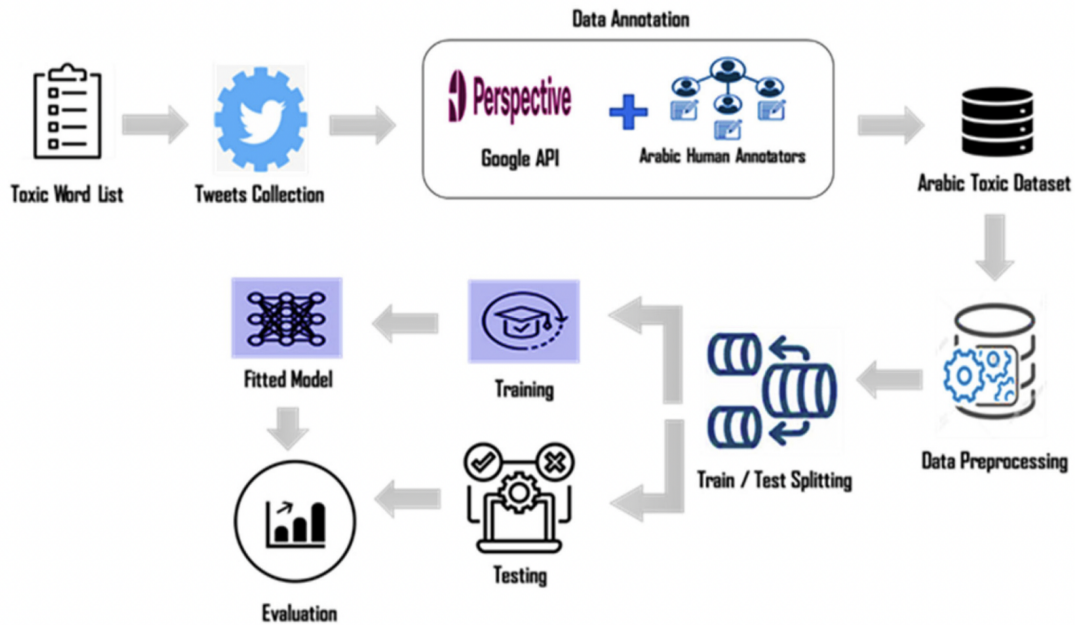 Data Annotation
Perspective
Google API
Arabic Human Annotators
Toxic Word List
Tweets Collection
Arabic Toxic Dataset
Fitted Model
Training
Train / Test Splitting
Data Preprocessing
Testing
Evaluation